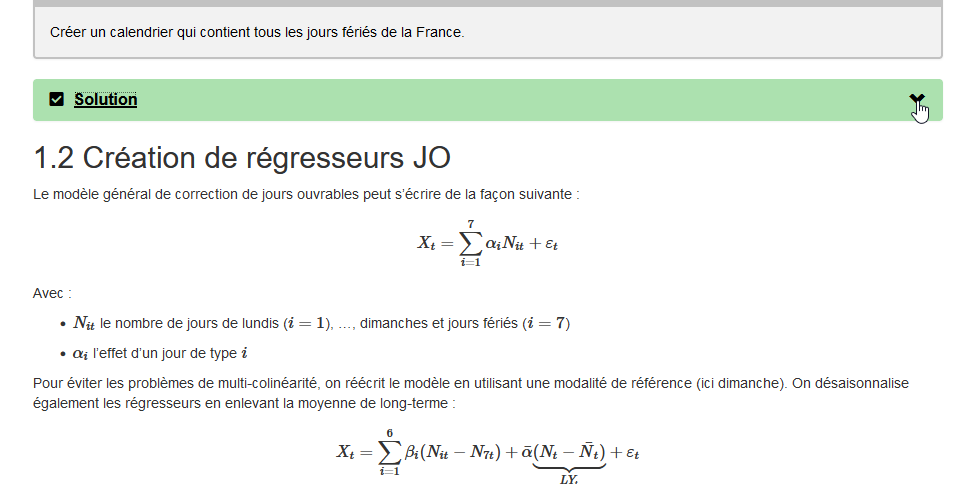 Créer un calendrier qui contient tous les jours fériés de la France.
Solution
1.2 Création de régresseurs JO
Le modèle général de correction de jours ouvrables peut s’écrire de la façon suivante :
$X_t = \sum_{i=1}^{7} \alpha_i N_{it} + \varepsilon_t$
Avec :
• $N_{it}$ le nombre de jours de lundis ($i = 1$), …, dimanches et jours fériés ($i = 7$)
• $\alpha_i$ l’effet d’un jour de type $i$
Pour éviter les problèmes de multi-colinéarité, on réécrit le modèle en utilisant une modalité de référence (ici dimanche). On désaisonnalise
également les régresseurs en enlevant la moyenne de long-terme :
$X_t = \sum_{i=1}^{6} \beta_i (N_{it} - N_{7t}) + \bar{\alpha} \underbrace{(N_t - \bar{N}_t)}_{LY_t} + \varepsilon_t$